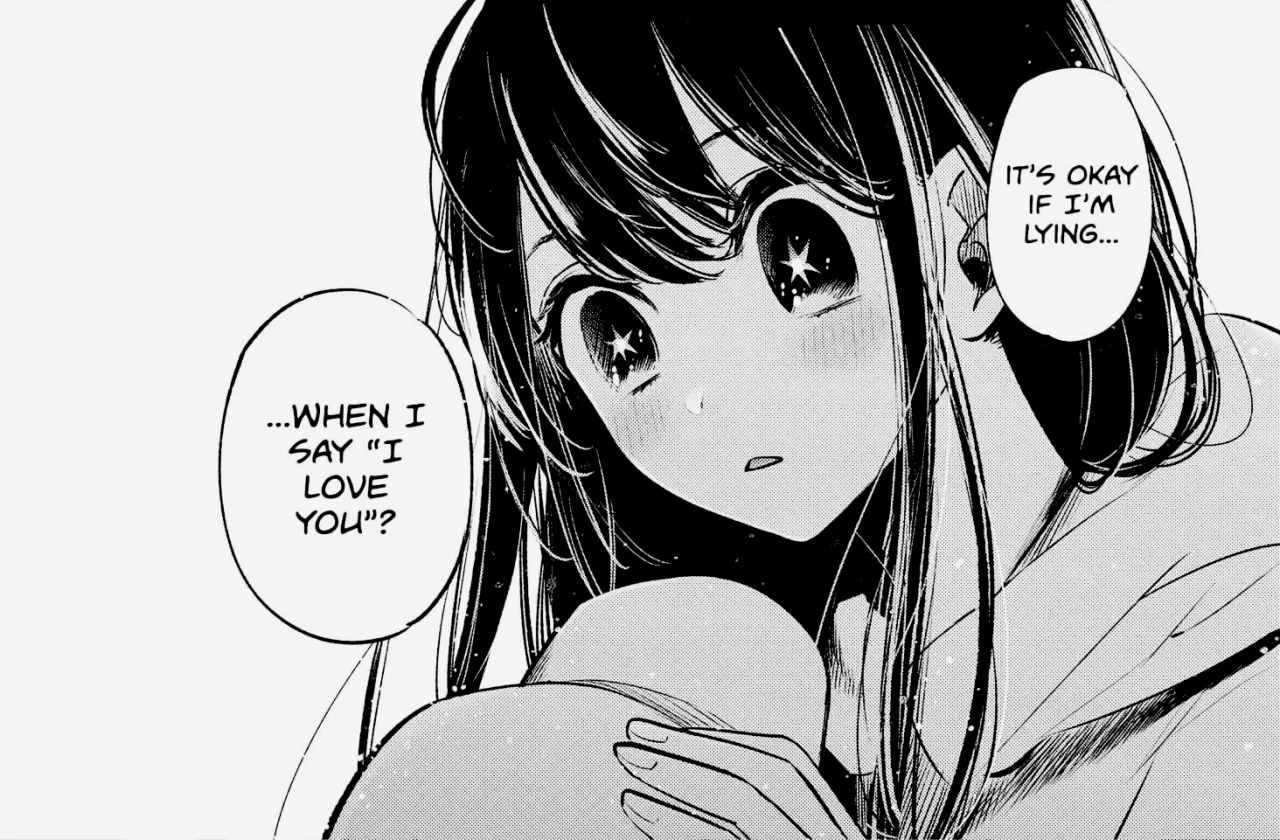 IT'S OKAY
IF I'M
LYING...
...WHEN I
SAY "I
LOVE
YOU"?